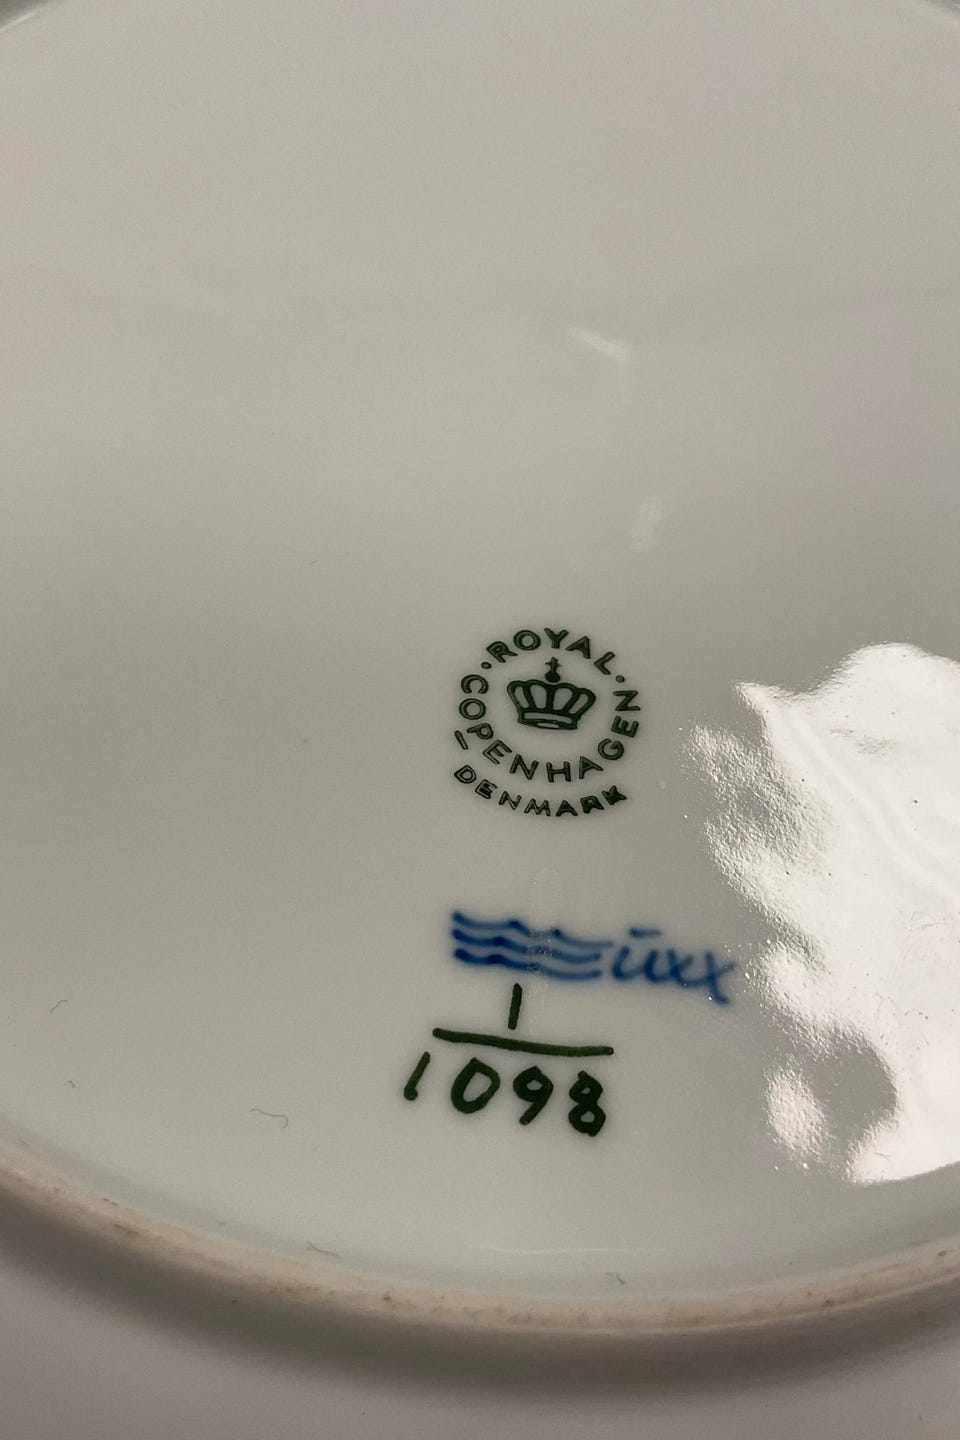 ROYAL
COPENHAGEN
DENMARK
1
1098